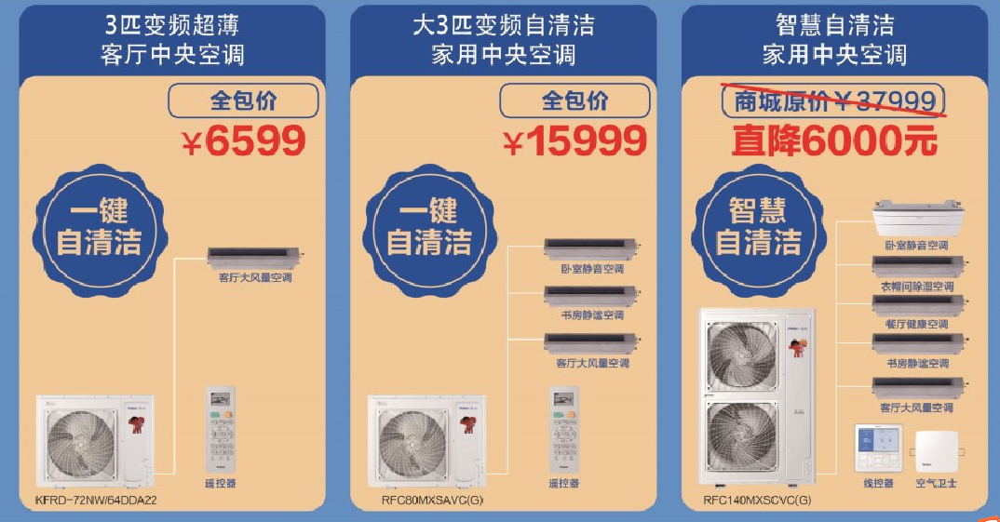 3匹变频超薄
客厅中央空调
全包价
￥6599
一键
自清洁
客厅大风量空调
Haier
遥控器
KFRD-72NW/64DDA22
大3匹变频自清洁
家用中央空调
全包价
￥15999
一键
自清洁
卧室静音空调
书房静谧空调
客厅大风量空调
Haier
遥控器
RFC80MXSAVC(G)
智慧自清洁
家用中央空调
商城原价￥37999
直降6000元
智慧
自清洁
卧室静音空调
衣帽间除湿空调
餐厅健康空调
书房静谧空调
客厅大风量空调
Haier
Haier
线控器
空气卫士
RFC140MXSCVC(G)